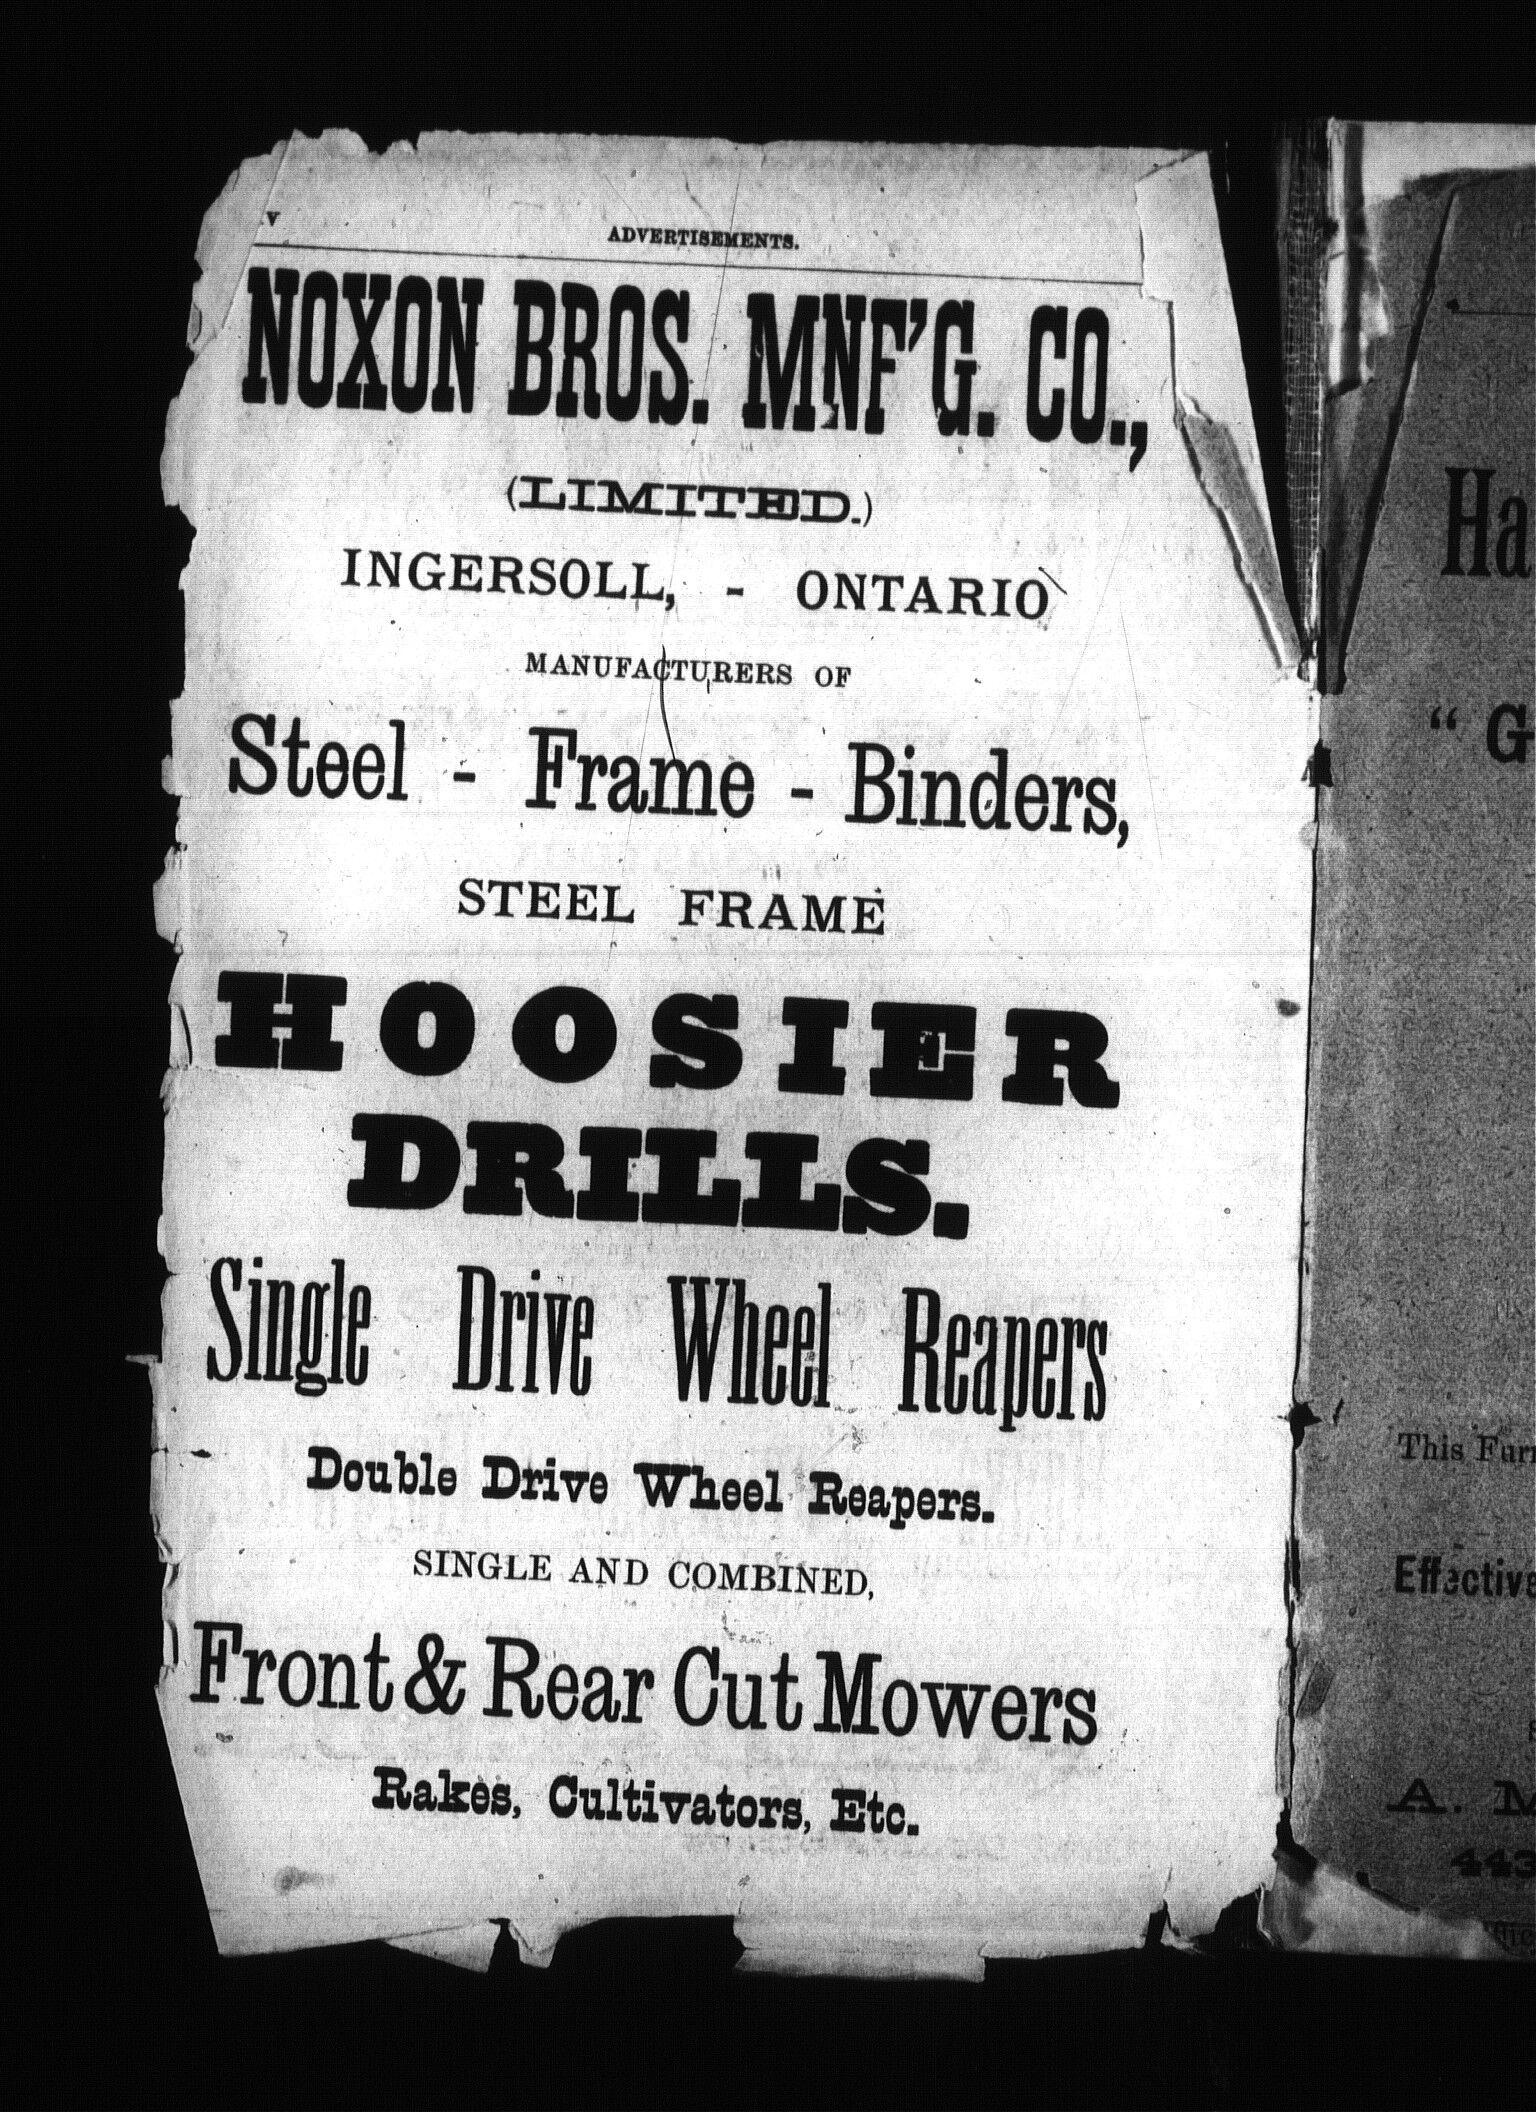 ADVERTISEMENTS.
NOXON BROS. MNF'G. CO.,
(LIMITED.)
INGERSOLL, - ONTARIO
MANUFACTURERS OF
Steel - Frame - Binders,
STEEL FRAME
HOOSIER
DRILLS.
Single Drive Wheel Reapers
Double Drive Wheel Reapers.
SINGLE AND COMBINED,
Front & Rear Cut Mowers
Rakes, Cultivators, Etc.
Ha
“ G
This Furn
Effective
A. M
443